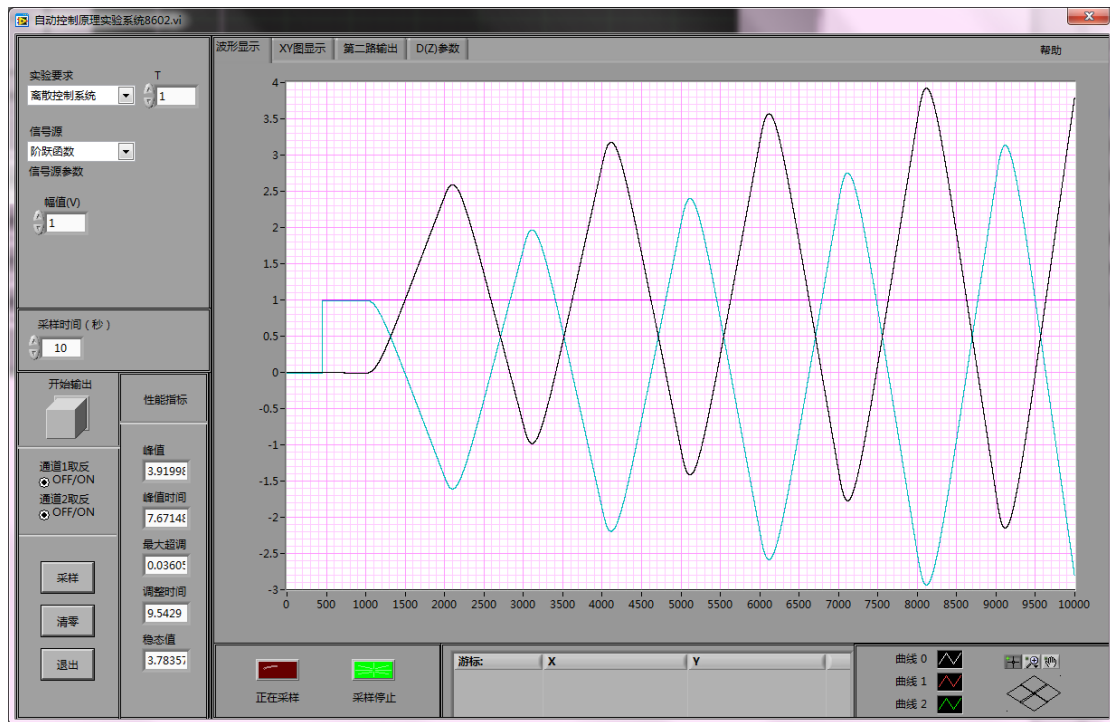 自动控制原理实验系统8602.vi
实验要求
T
离散控制系统
1
信号源
阶跃函数
信号源参数
幅值(V)
1
采样时间（秒）
10
开始输出
性能指标
通道1取反
OFF/ON
通道2取反
OFF/ON
采样
清零
退出
峰值
3.91998
峰值时间
7.67148
最大超调
0.03605
调整时间
9.5429
稳态值
3.78357
波形显示 XY图显示 第二路输出 D(Z)参数 帮助
4
3.5
3
2.5
2
1.5
1
0.5
0
-0.5
-1
-1.5
-2
-2.5
-3
0 500 1000 1500 2000 2500 3000 3500 4000 4500 5000 5500 6000 6500 7000 7500 8000 8500 9000 9500 10000
正在采样 采样停止
游标: X Y
曲线 0
曲线 1
曲线 2